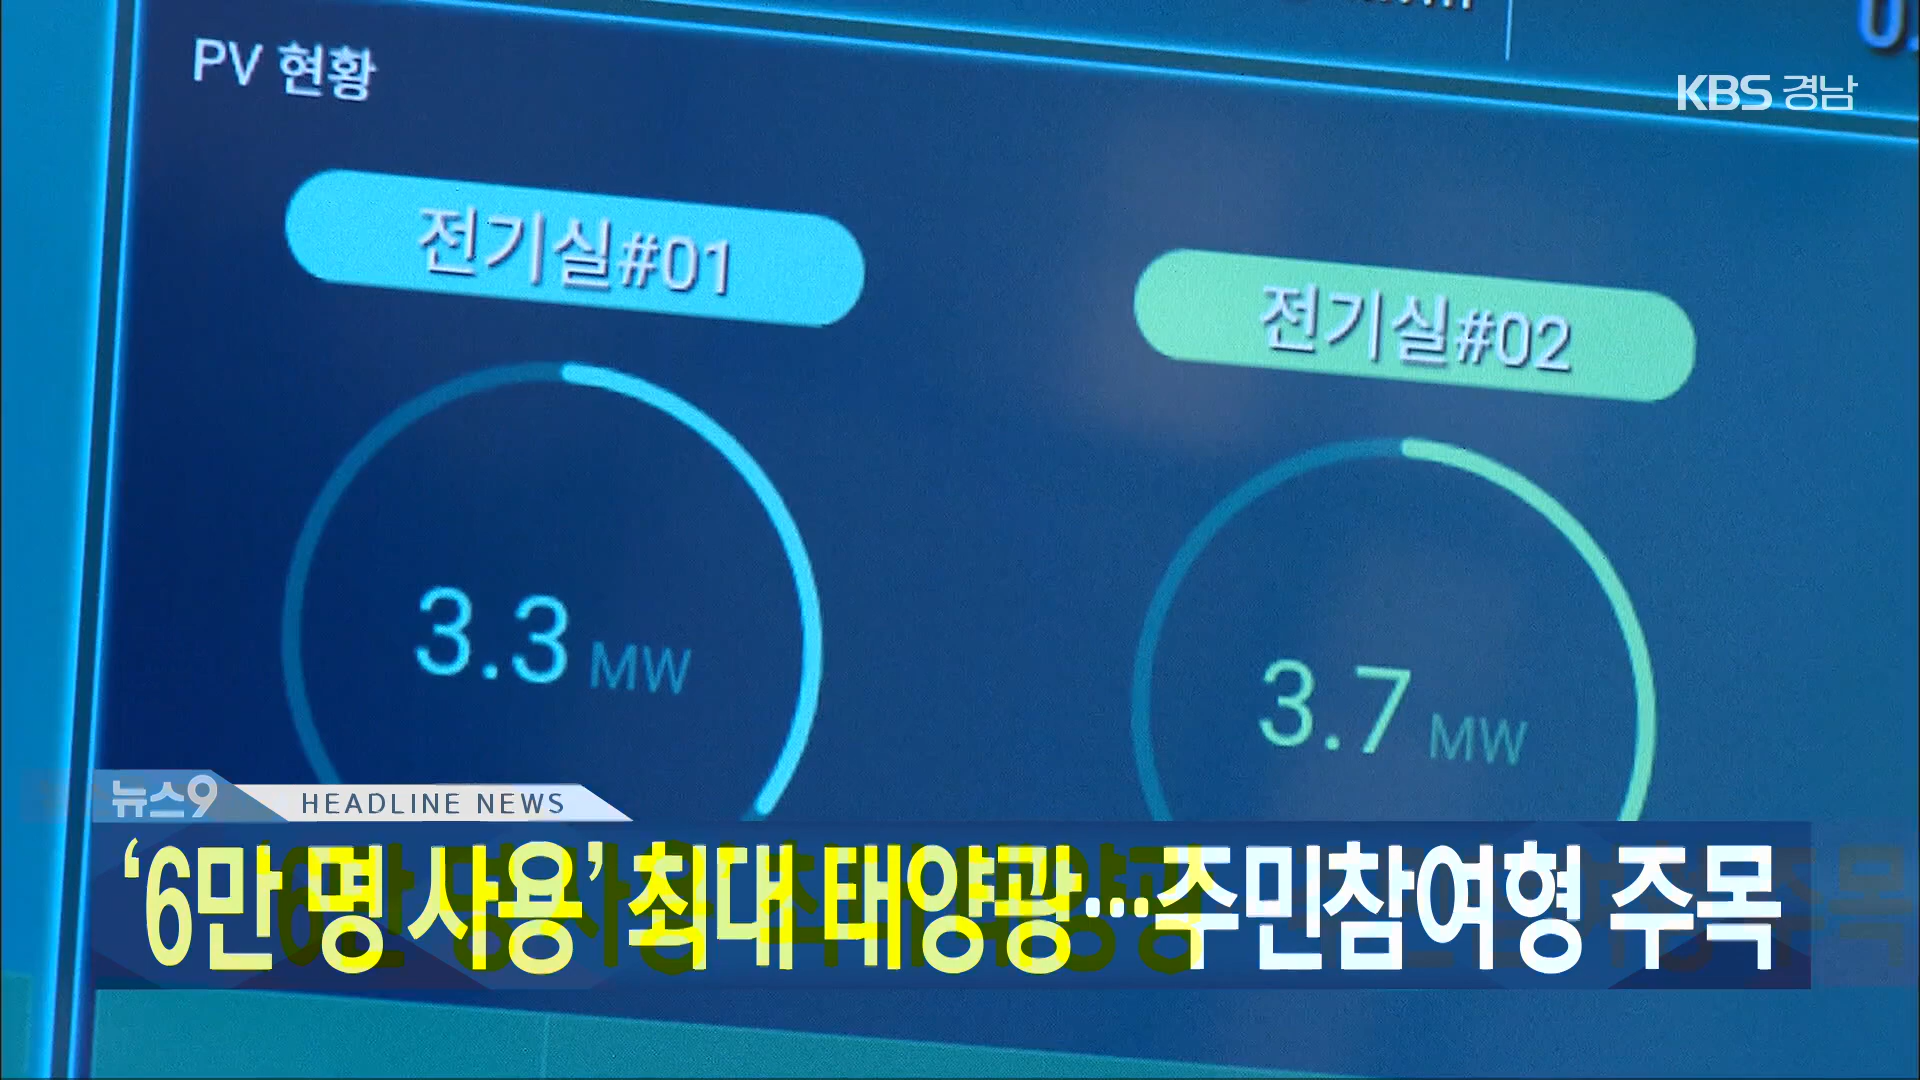 PV 현황
KBS 경남
전기실#01
전기실#02
3.3 MW
3.7 MW
뉴스9
HEADLINE NEWS
‘6만 명 사용’ 최대 태양광…주민참여형 주목